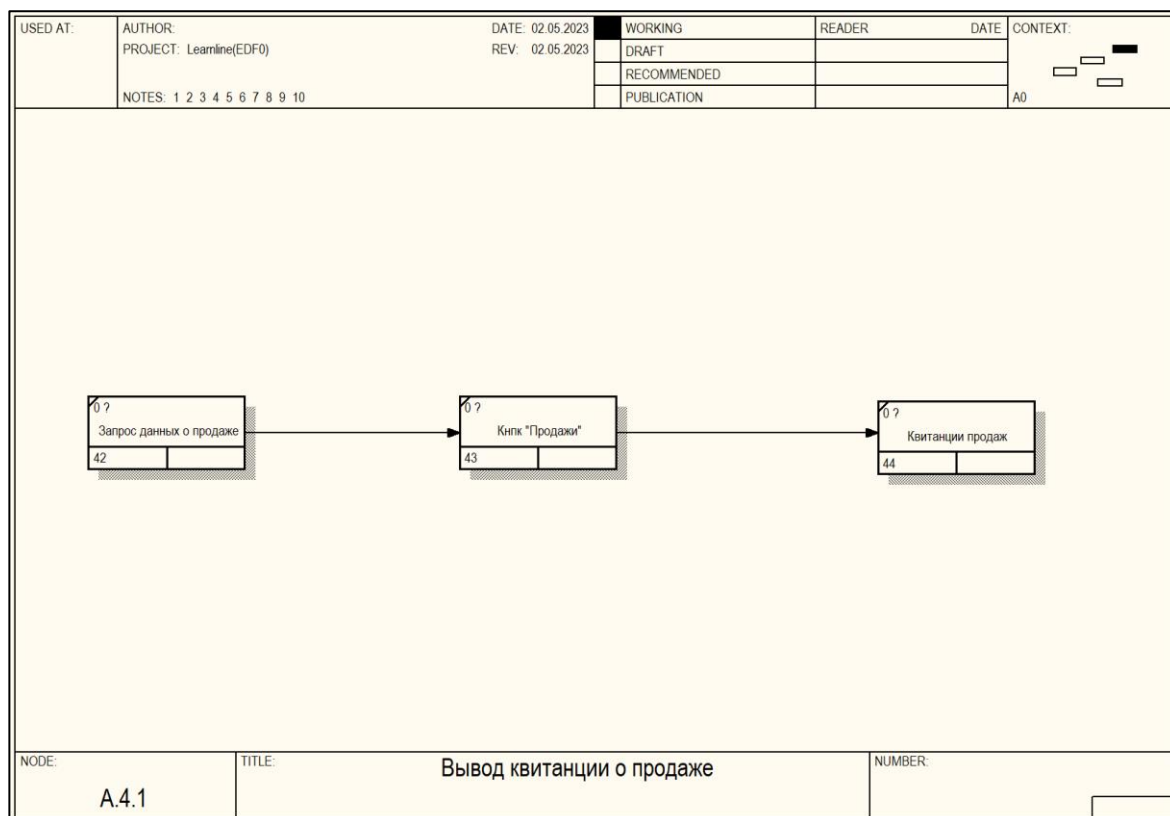 USED AT:
AUTHOR:
DATE: 02.05.2023
PROJECT: Learnline(EDF0)
REV: 02.05.2023
NOTES: 1 2 3 4 5 6 7 8 9 10
WORKING
DRAFT
RECOMMENDED
PUBLICATION
READER DATE
CONTEXT:
A0
0 ?
Запрос данных о продаже
42
0 ?
Кнпк "Продажи"
43
0 ?
Квитанции продаж
44
NODE:
A.4.1
TITLE:
Вывод квитанции о продаже
NUMBER: